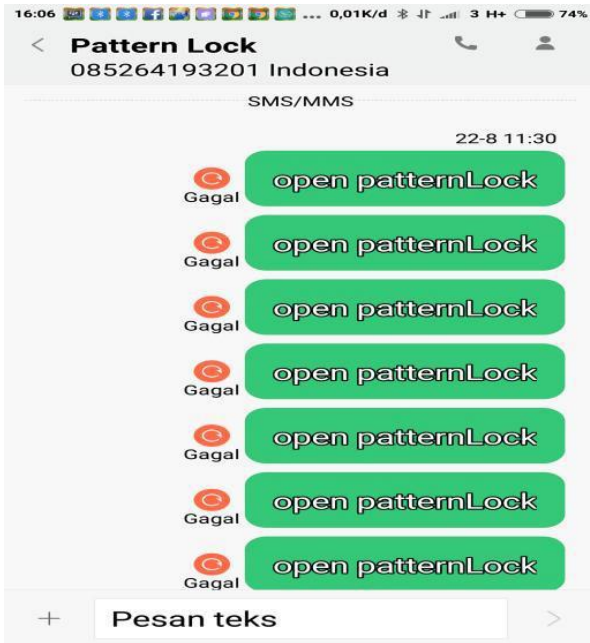 16:06 ... 0,01K/d 3 H+ 74%
Pattern Lock
085264193201 Indonesia
SMS/MMS
22-8 11:30
open patternLock
Gagal
open patternLock
Gagal
open patternLock
Gagal
open patternLock
Gagal
open patternLock
Gagal
open patternLock
Gagal
open patternLock
Gagal
Pesan teks